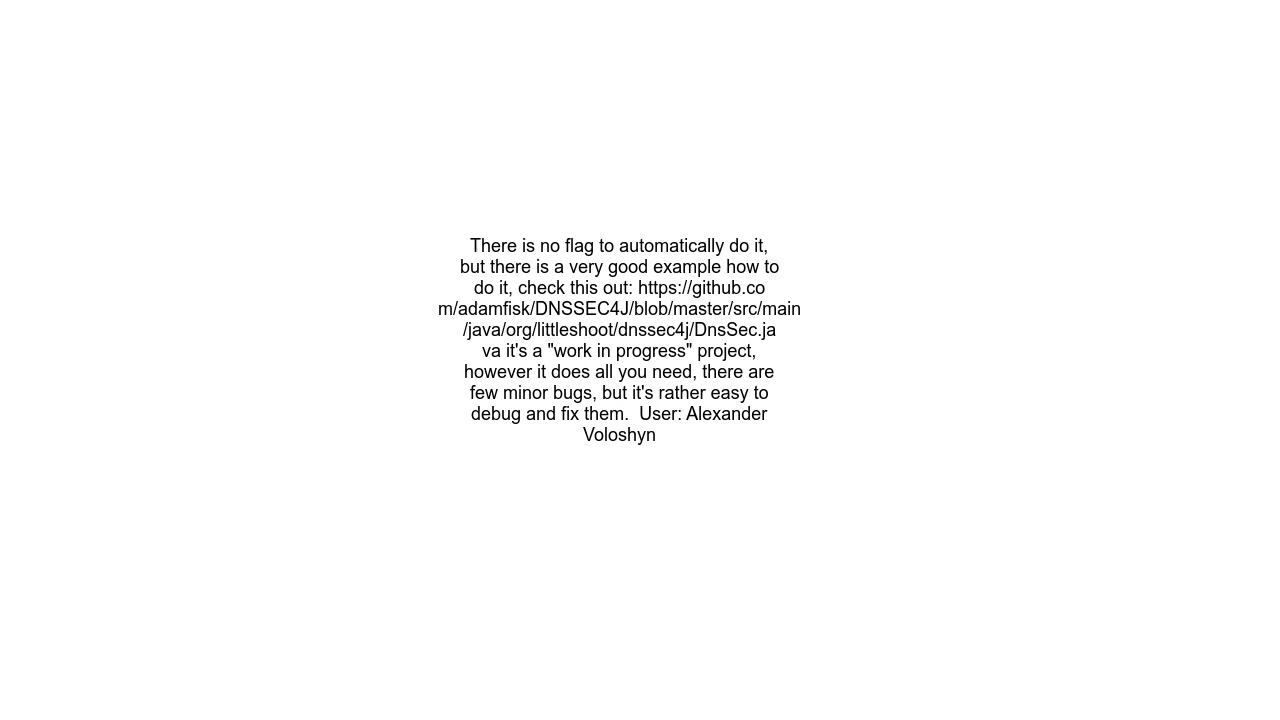 There is no flag to automatically do it,
but there is a very good example how to
do it, check this out: https://github.co
m/adamfisk/DNSSEC4J/blob/master/src/main
/java/org/littleshoot/dnssec4j/DnsSec.ja
va it's a "work in progress" project,
however it does all you need, there are
few minor bugs, but it's rather easy to
debug and fix them.  User: Alexander
Voloshyn